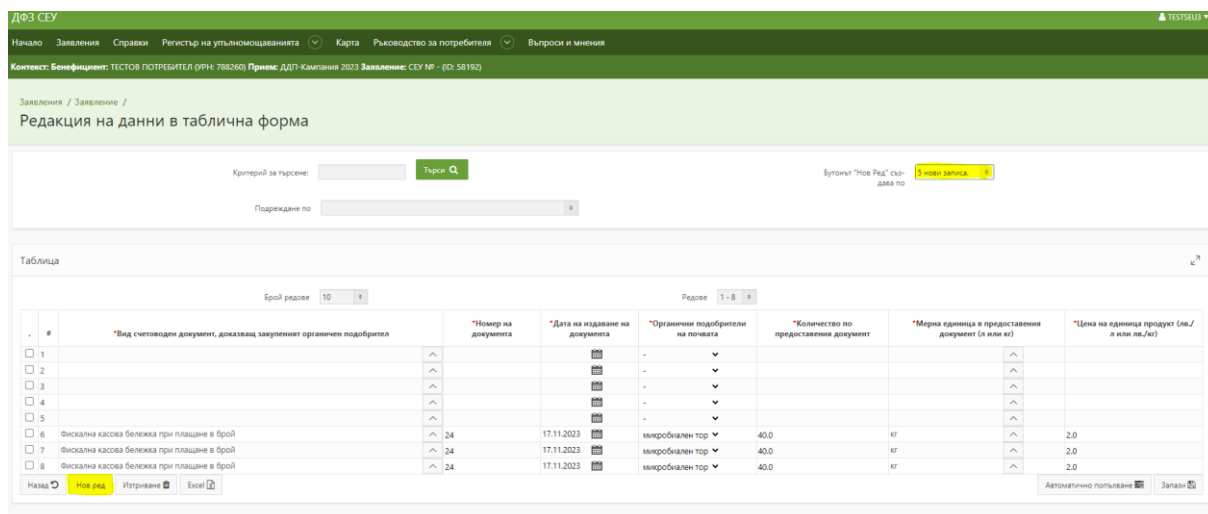 ДФЗ СЕУ
TESTSEU3
Начало Заявления Справки Регистър на упълномощаванията Карта Ръководство за потребителя Въпроси и мнения
Контекст: Бенефициент: ТЕСТОВ ПОТРЕБИТЕЛ (УРН: 788260) Прием: ДДП-Кампания 2023 Заявление: СЕУ № - (ID: 58192)
Заявления / Заявление /
Редакция на данни в таблична форма
Критерий за търсене: Търси Бутонът "Нов Ред" съз-
дава по 5 нови записа.
Подреждане по
Таблица
Брой редове 10 Редове 1 - 8
. # *Вид счетоводен документ, доказващ закупеният органичен подобрител *Номер на документа *Дата на издаване на документа *Органични подобрители на почвата *Количество по предоставения документ *Мерна единица в предоставения документ (л или кг) *Цена на единица продукт (лв./л или лв./кг)
1 -
2 -
3 -
4 -
5 -
6 Фискална касова бележка при плащане в брой 24 17.11.2023 микробиален тор 40.0 кг 2.0
7 Фискална касова бележка при плащане в брой 24 17.11.2023 микробиален тор 40.0 кг 2.0
8 Фискална касова бележка при плащане в брой 24 17.11.2023 микробиален тор 40.0 кг 2.0
Назад Нов ред Изтриване Excel Автоматично попълване Запази